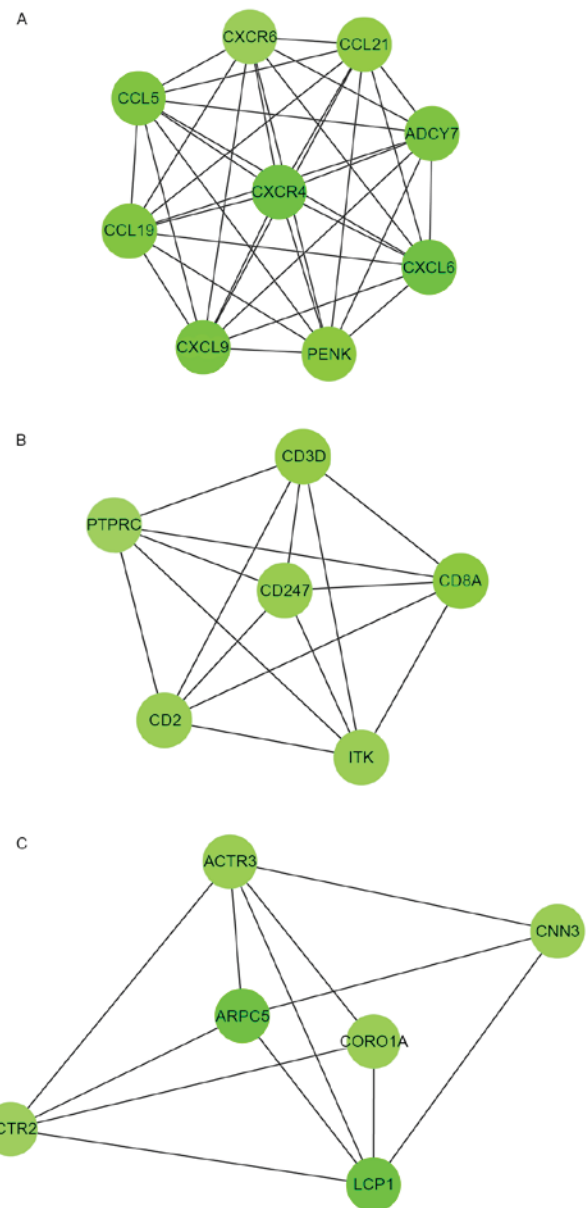 A
CXCR6
CCL21
CCL5
ADCY7
CXCR4
CCL19
CXCL6
CXCL9
PENK
B
CD3D
PTPRC
CD247
CD8A
CD2
ITK
C
ACTR3
CNN3
ARPC5
CORO1A
CTR2
LCP1